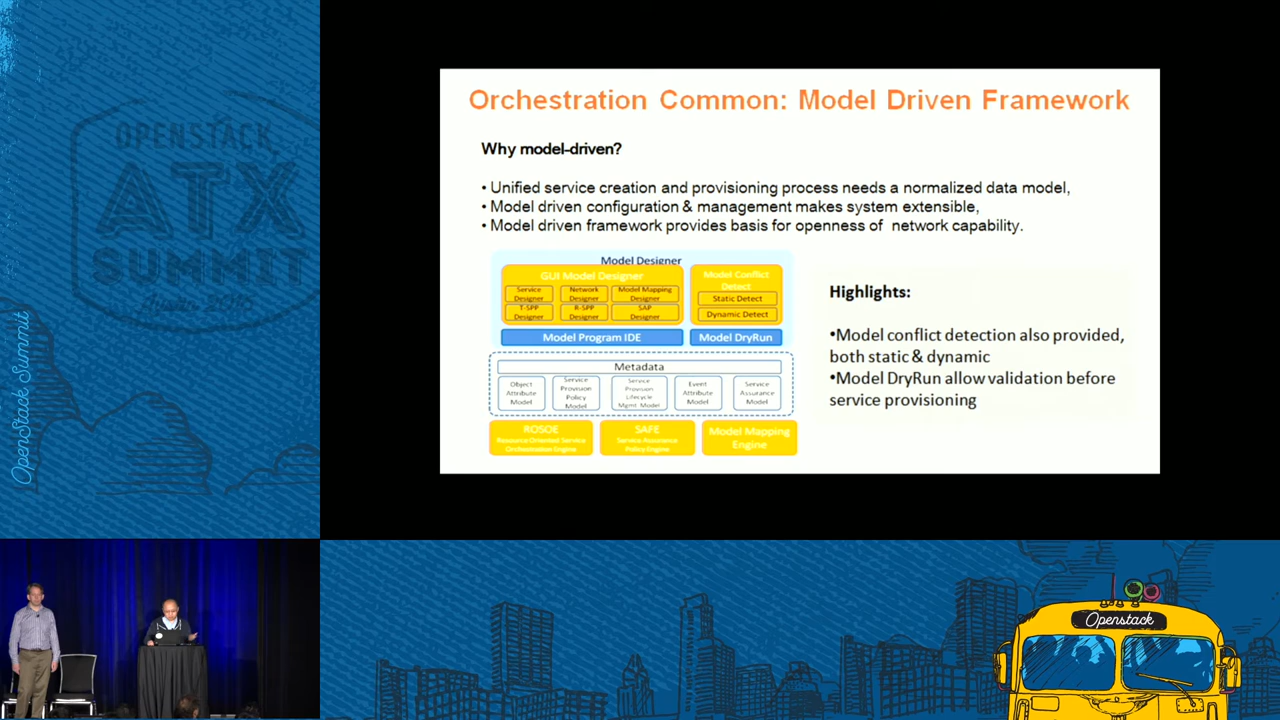 OPENSTACK
ATX
SUMMIT
OpenStack Summit
Orchestration Common: Model Driven Framework
Why model-driven?
• Unified service creation and provisioning process needs a normalized data model,
• Model driven configuration & management makes system extensible,
• Model driven framework provides basis for openness of network capability.
Model Designer
GUI Model Designer
Service
Designer
Network
Designer
Model Mapping
Designer
T-SPP
Designer
R-SPP
Designer
SAP
Designer
Model Conflict
Detect
Static Detect
Dynamic Detect
Model Program IDE
Model DryRun
Metadata
Object
Attribute
Model
Service
Provision
Policy
Model
Service
Provision
Lifecycle
Mgmt Model
Event
Attribute
Model
Service
Assurance
Model
ROSOE
Resource Oriented Service
Orchestration Engine
SAFE
Service Assurance
Policy Engine
Model Mapping
Engine
Highlights:
•Model conflict detection also provided,
both static & dynamic
•Model DryRun allow validation before
service provisioning
Openstack